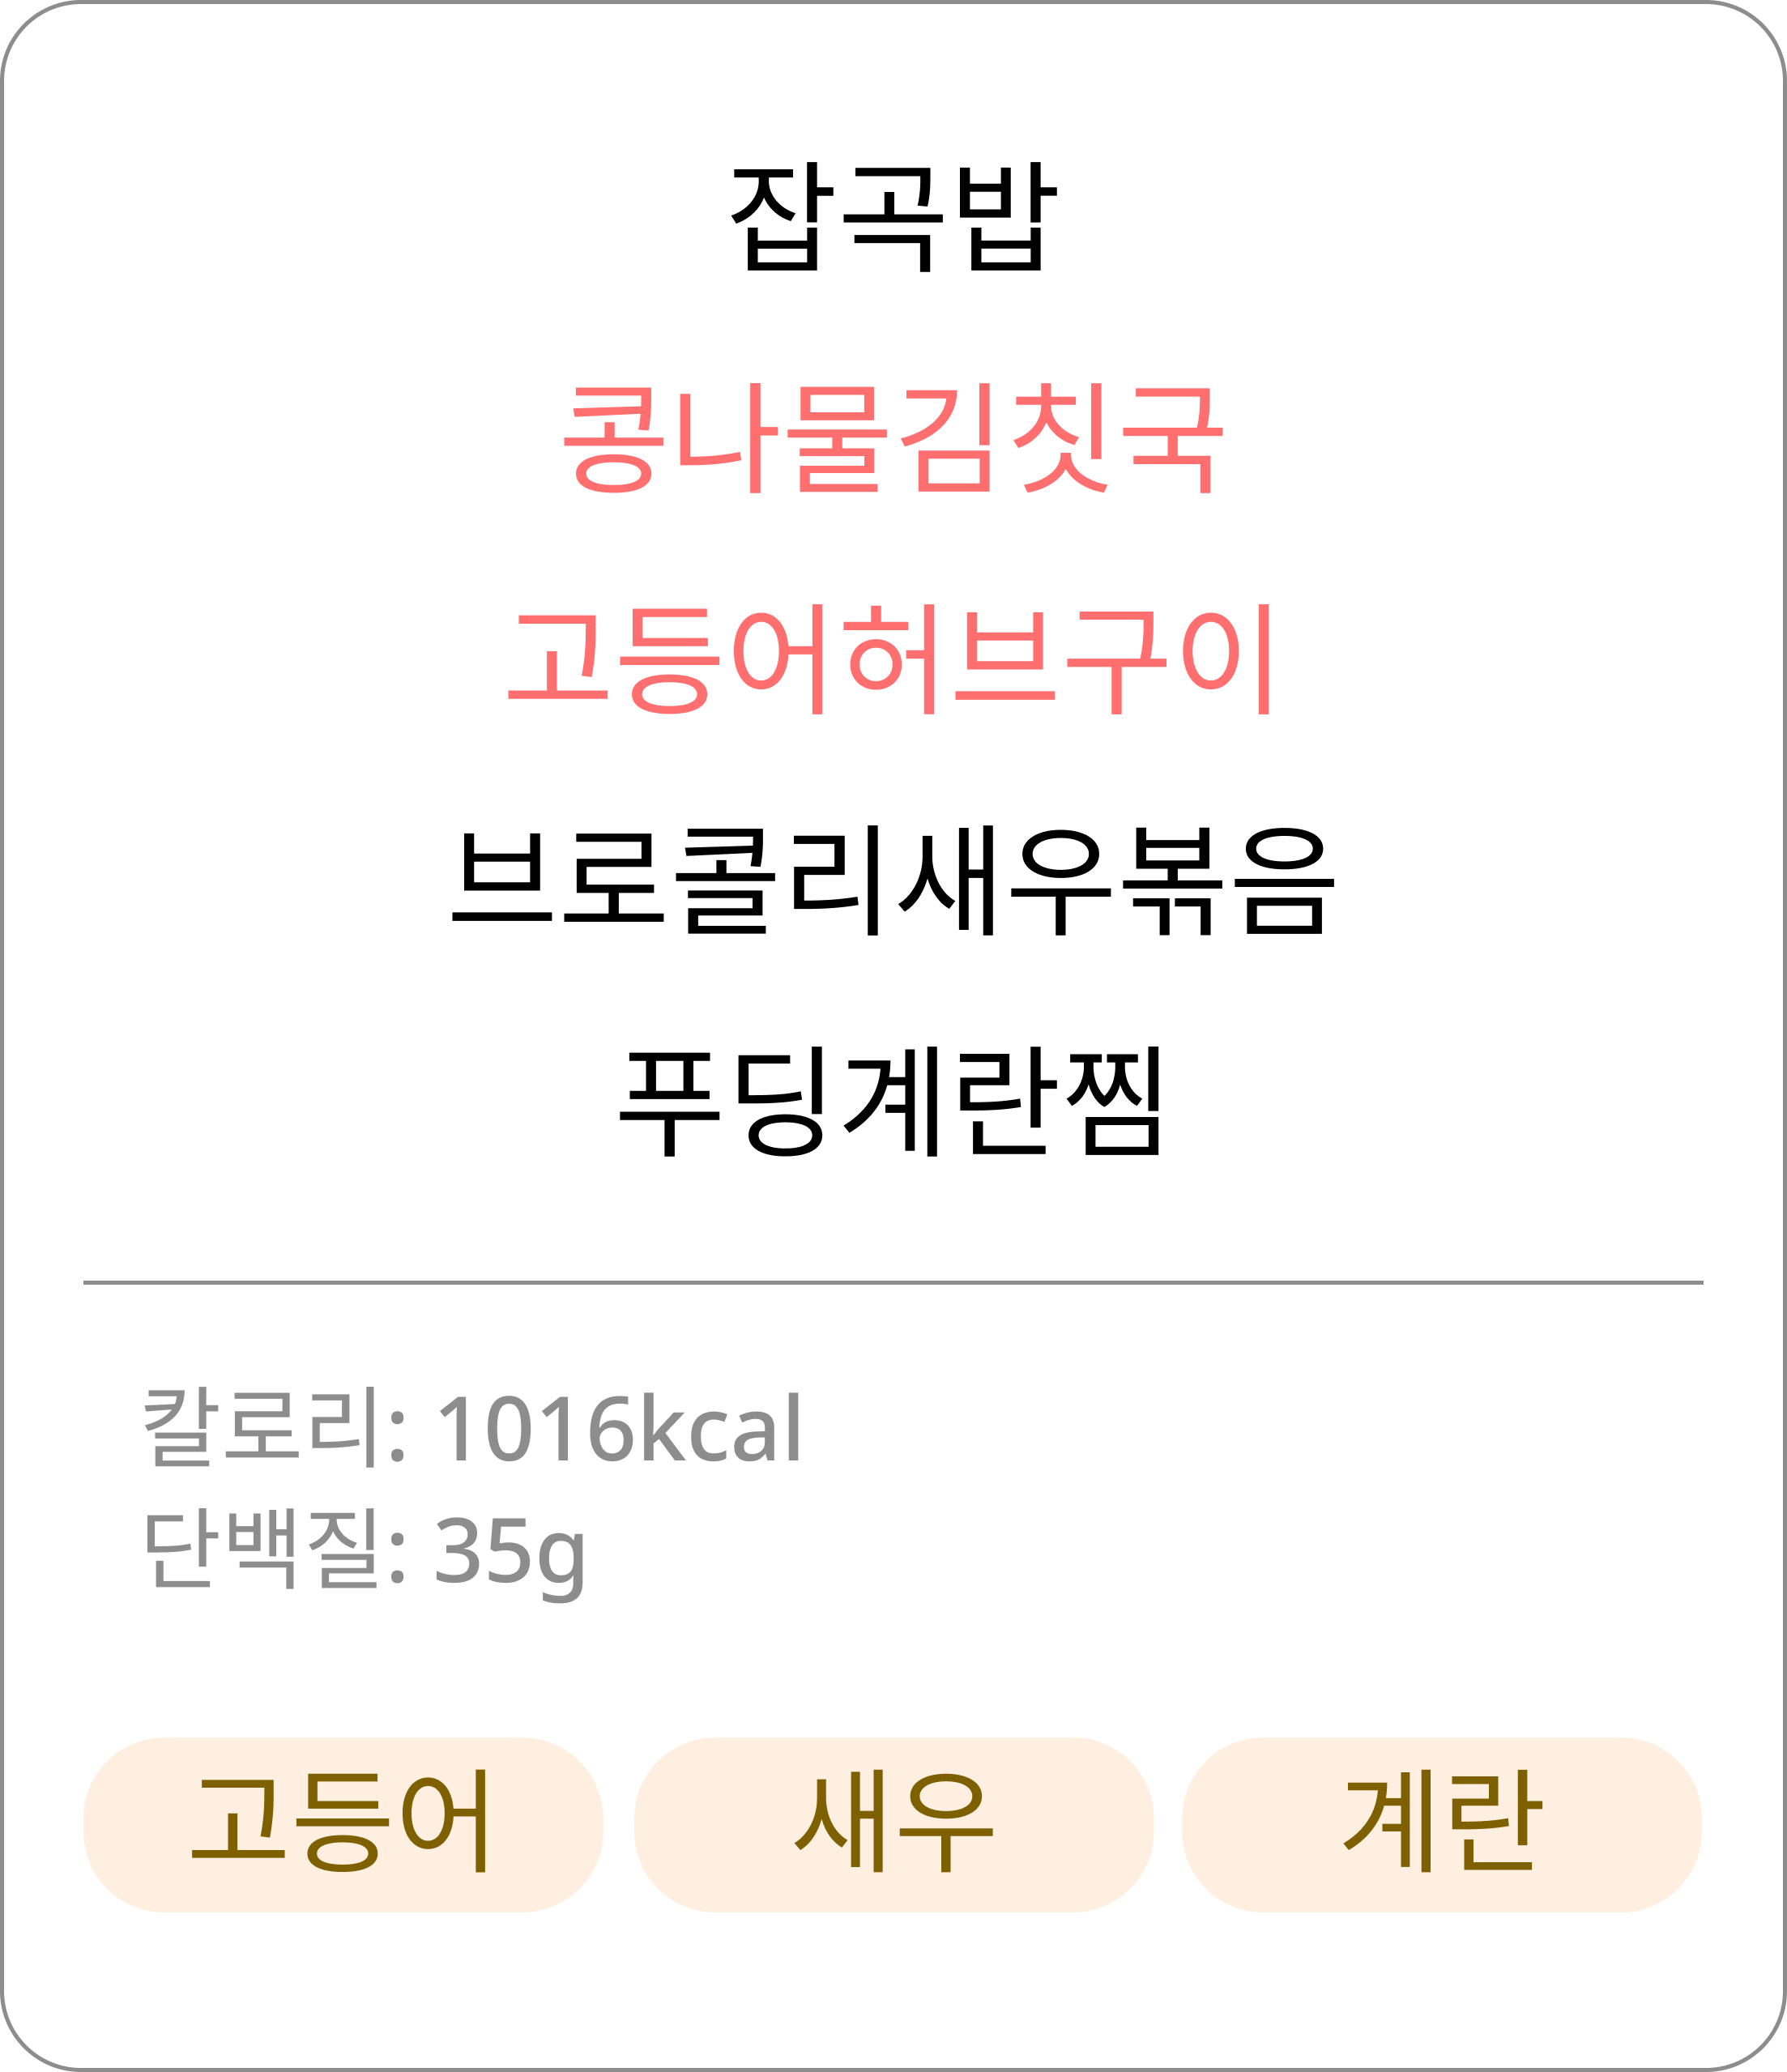 잡곡밥
콩나물김칫국
고등어허브구이
브로콜리새우볶음
푸딩계란찜
칼로리: 1016kcal
단백질: 35g
고등어 새우 계란